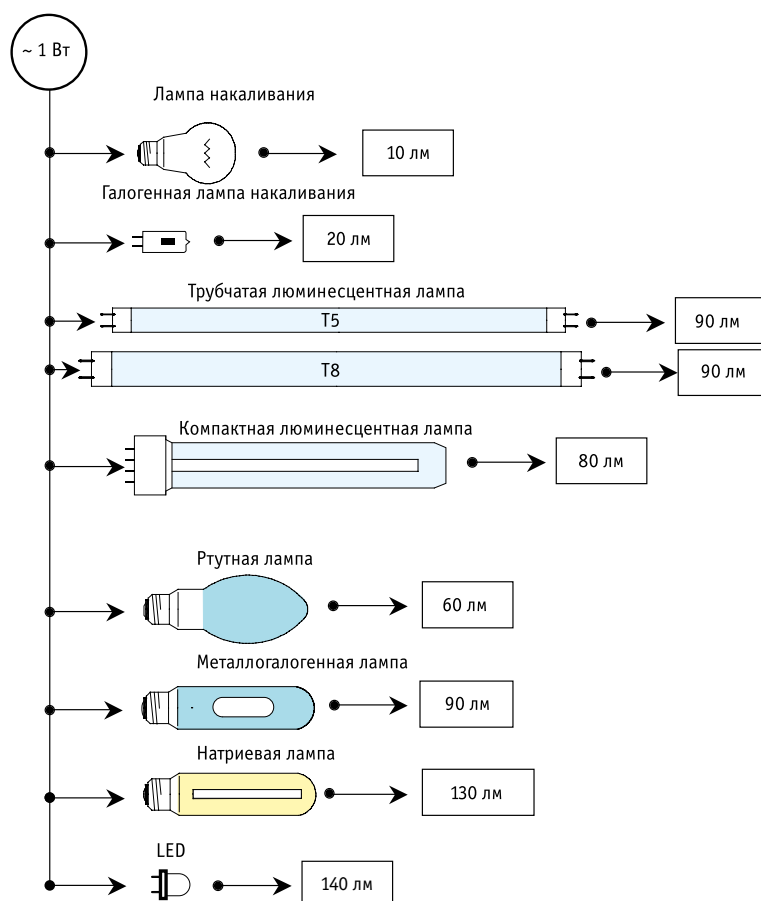 ~ 1 Вт
Лампа накаливания
10 лм
Галогенная лампа накаливания
20 лм
Трубчатая люминесцентная лампа
T5
90 лм
T8
90 лм
Компактная люминесцентная лампа
80 лм
Ртутная лампа
60 лм
Металлогалогенная лампа
90 лм
Натриевая лампа
130 лм
LED
140 лм